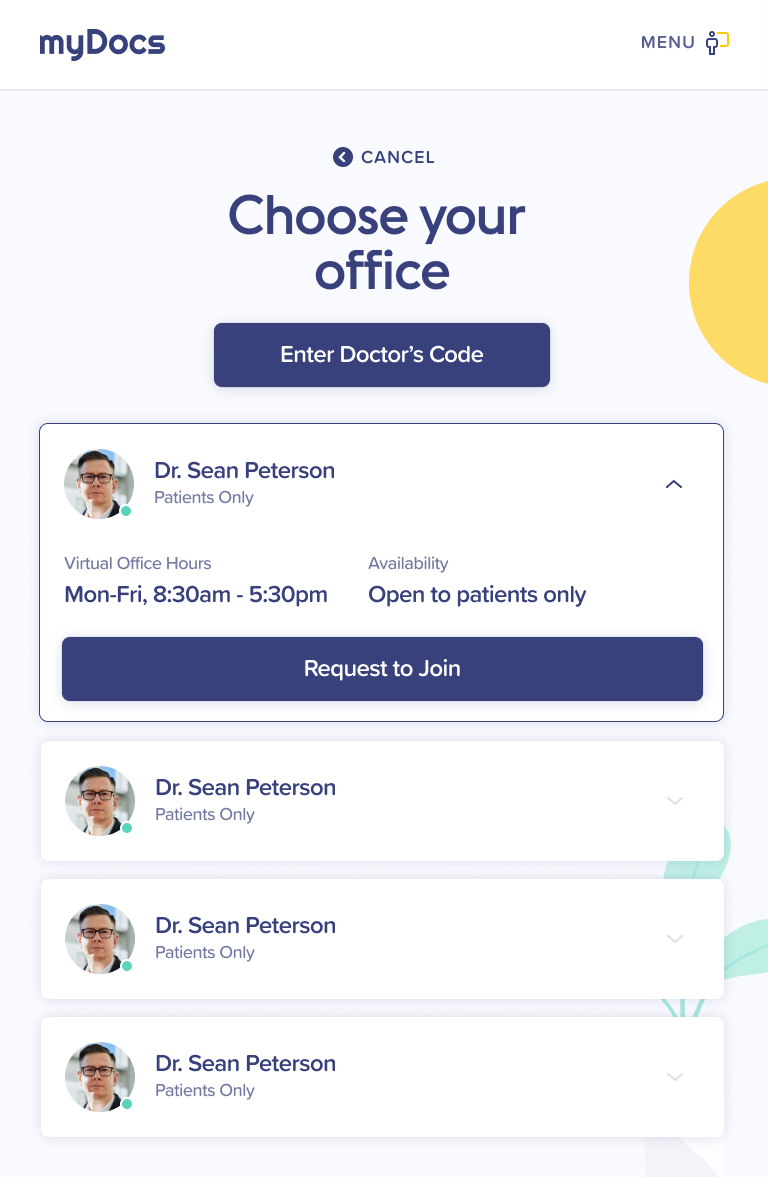 myDocs
MENU
CANCEL
Choose your
office
Enter Doctor’s Code
Dr. Sean Peterson
Patients Only
Virtual Office Hours
Mon-Fri, 8:30am - 5:30pm
Availability
Open to patients only
Request to Join
Dr. Sean Peterson
Patients Only
Dr. Sean Peterson
Patients Only
Dr. Sean Peterson
Patients Only